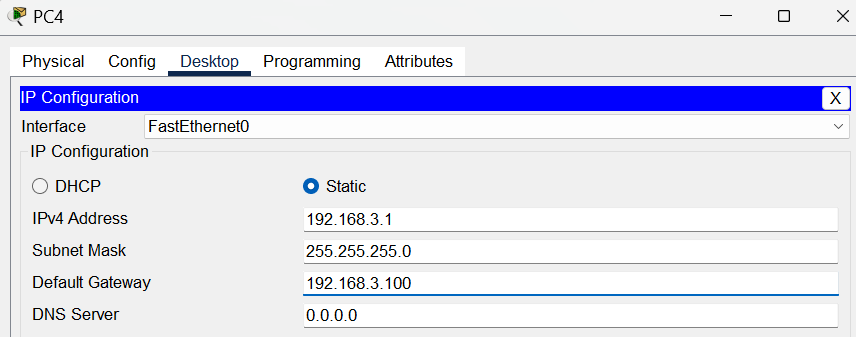 PC4
Physical Config Desktop Programming Attributes
IP Configuration X
Interface FastEthernet0
IP Configuration
DHCP Static
IPv4 Address 192.168.3.1
Subnet Mask 255.255.255.0
Default Gateway 192.168.3.100
DNS Server 0.0.0.0